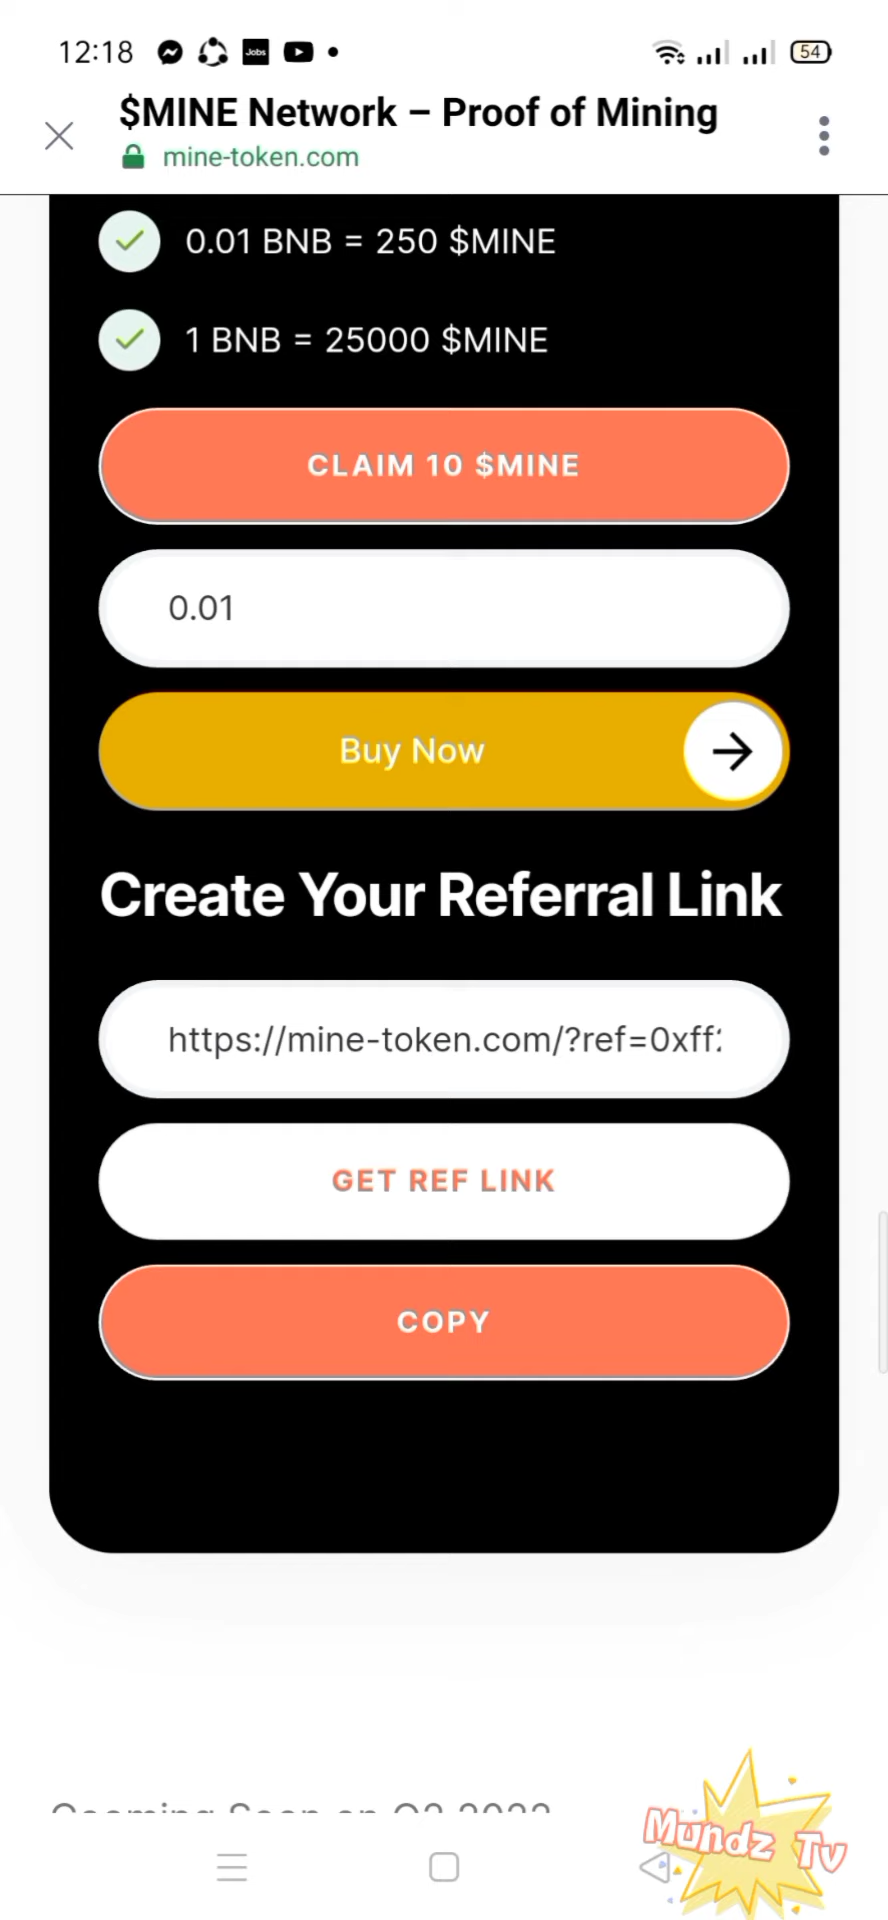 12:18
Jobs
54
$MINE Network – Proof of Mining
mine-token.com
0.01 BNB = 250 $MINE
1 BNB = 25000 $MINE
CLAIM 10 $MINE
0.01
Buy Now
Create Your Referral Link
https://mine-token.com/?ref=0xff
GET REF LINK
COPY
Mundz Tv